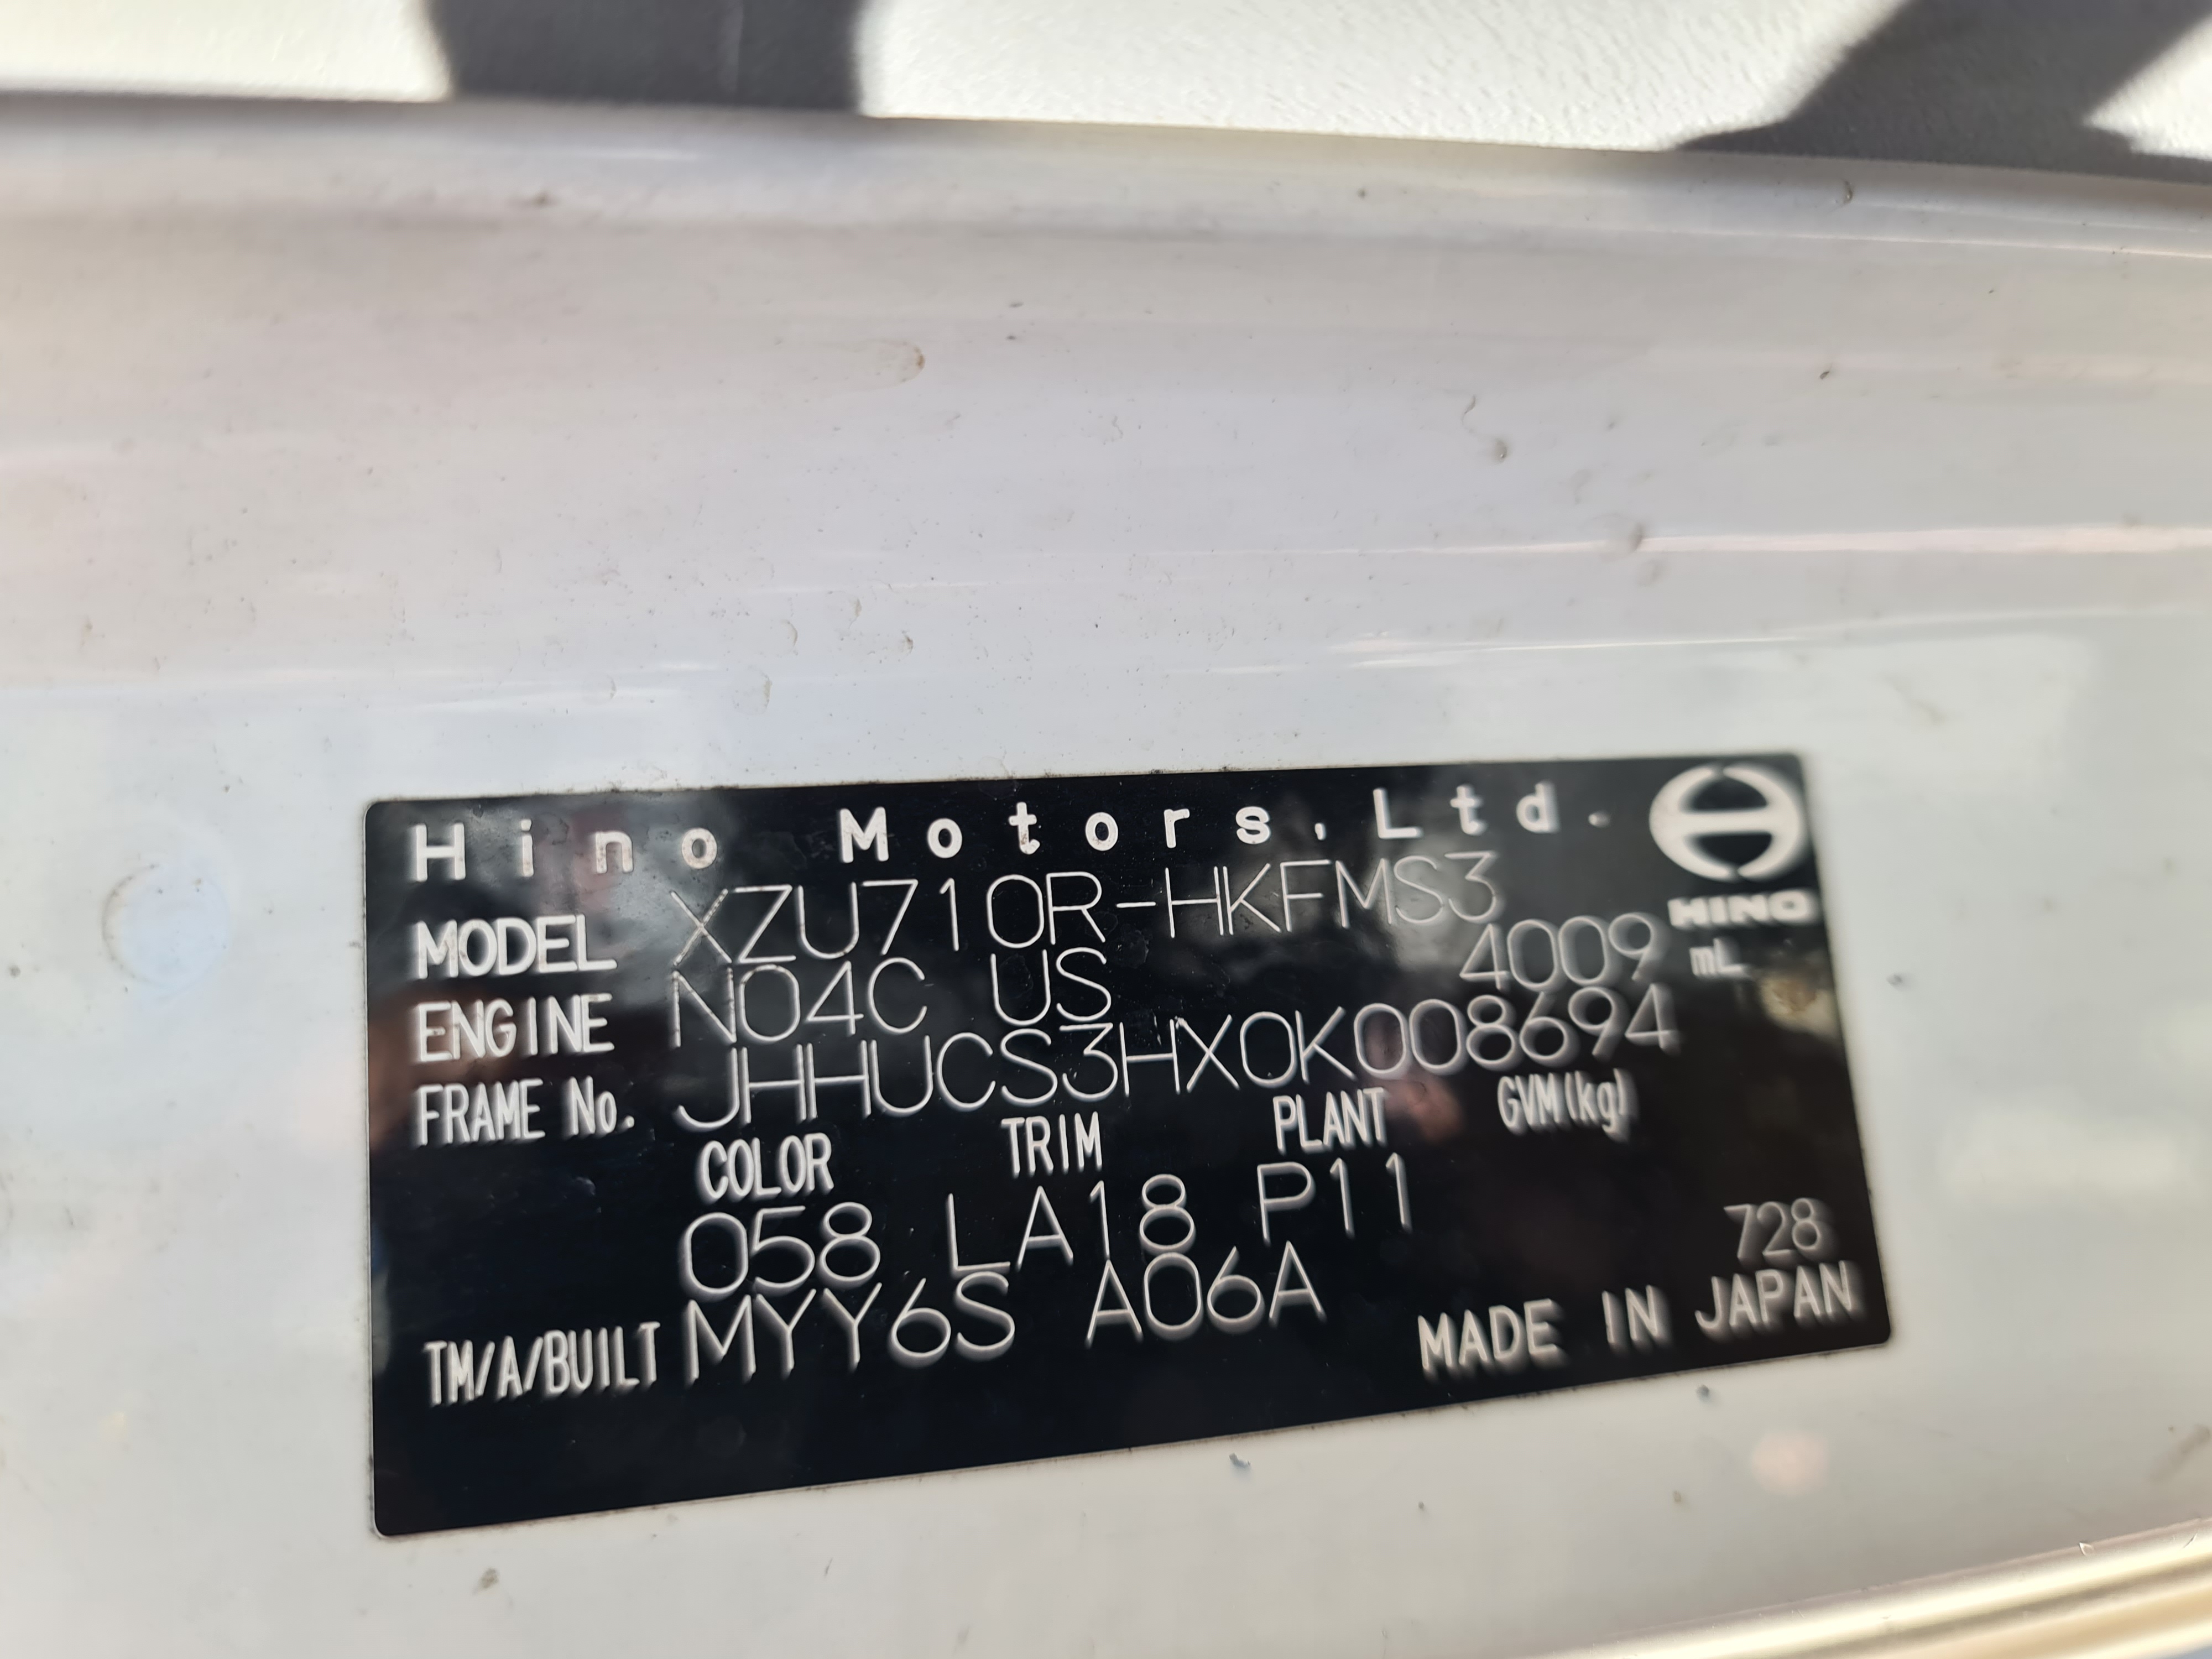 Hino Motors, Ltd.
HINO
MODEL XZU710R-HKFMS3
ENGINE N04C US 4009 mL
FRAME No. JHHUCS3HX0K008694
COLOR TRIM PLANT GVM(kg)
058 LA18 P11
728
TM/A/BUILT MYY6S A06A
MADE IN JAPAN